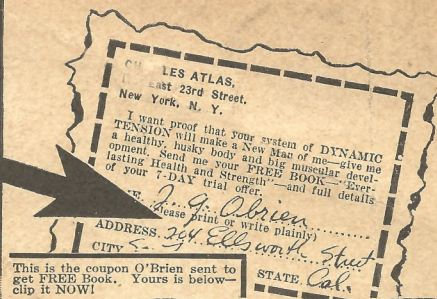 LES ATLAS,
East 23rd Street,
New York, N. Y.
I want proof that your system of DYNAMIC
TENSION will make a New Man of me—give me
a healthy, husky body and big muscular devel-
opment. Send me your FREE BOOK—"Ever-
lasting Health and Strength"—and full details
of your 7-DAY trial offer.
J. G. O'brien
(Please print or write plainly)
ADDRESS. 264 Ellsworth Street
CITY
STATE Cal.
This is the coupon O'Brien sent to
get FREE Book. Yours is below—
clip it NOW!